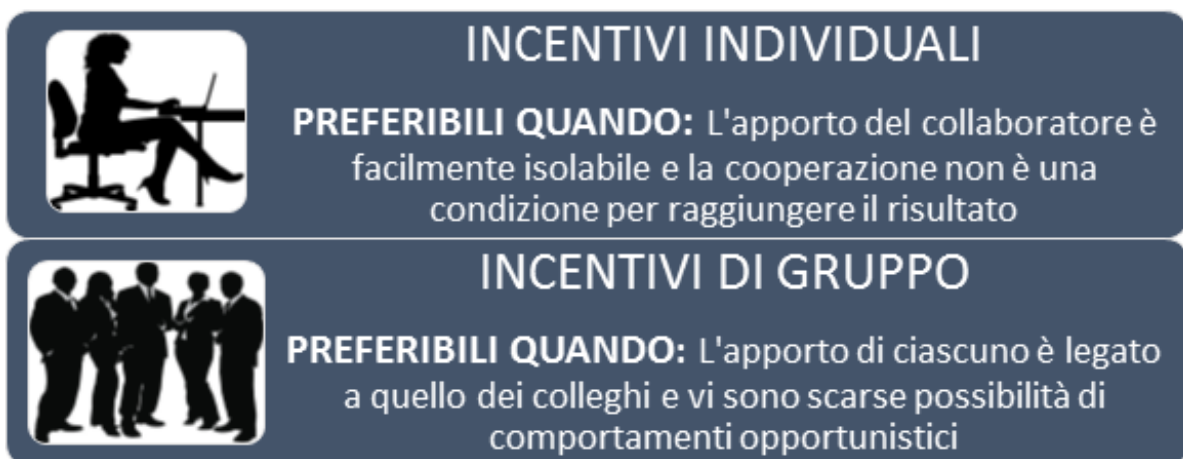 INCENTIVI INDIVIDUALI
PREFERIBILI QUANDO: L'apporto del collaboratore è
facilmente isolabile e la cooperazione non è una
condizione per raggiungere il risultato
INCENTIVI DI GRUPPO
PREFERIBILI QUANDO: L'apporto di ciascuno è legato
a quello dei colleghi e vi sono scarse possibilità di
comportamenti opportunistici